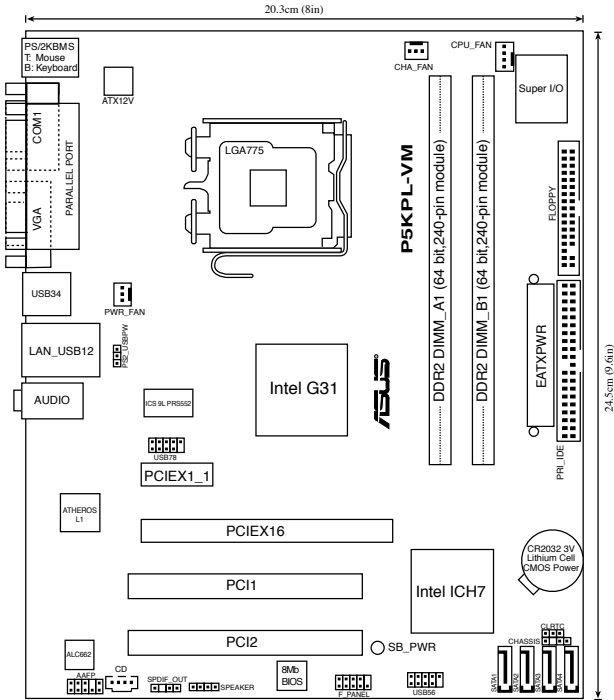 20.3cm (8in)
PS/2KBMS
T: Mouse
B: Keyboard
CPU_FAN
CHA_FAN
ATX12V
Super I/O
COM1
PARALLEL PORT
VGA
LGA775
P5KPL-VM
DDR2 DIMM_A1 (64 bit,240-pin module)
DDR2 DIMM_B1 (64 bit,240-pin module)
FLOPPY
USB34
PWR_FAN
LAN_USB12
PS2_USBPW
Intel G31
EATXPWR
24.5cm (9.6in)
AUDIO
ICS 9L PRS552
ASUS®
USB78
PCIEX1_1
PRI_IDE
ATHEROS
L1
PCIEX16
CR2032 3V
Lithium Cell
CMOS Power
Intel ICH7
PCI1
PCI2
SB_PWR
CLRTC
CHASSIS
ALC662
AAFP
CD
SPDIF_OUT
SPEAKER
8Mb
BIOS
F_PANEL
USB56
SATA1
SATA2
SATA3
SATA4